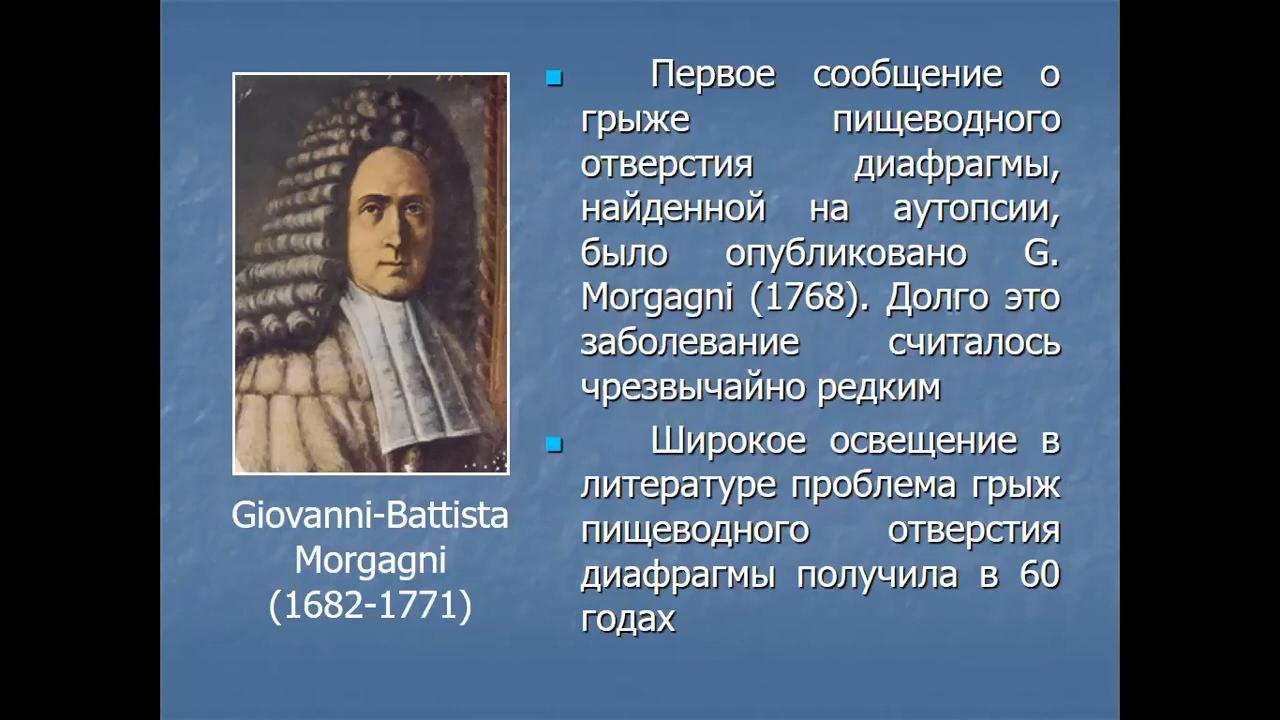 Первое сообщение о
грыже пищеводного
отверстия диафрагмы,
найденной на аутопсии,
было опубликовано G.
Morgagni (1768). Долго это
заболевание считалось
чрезвычайно редким
Широкое освещение в
литературе проблема грыж
пищеводного отверстия
диафрагмы получила в 60
годах
Giovanni-Battista
Morgagni
(1682-1771)